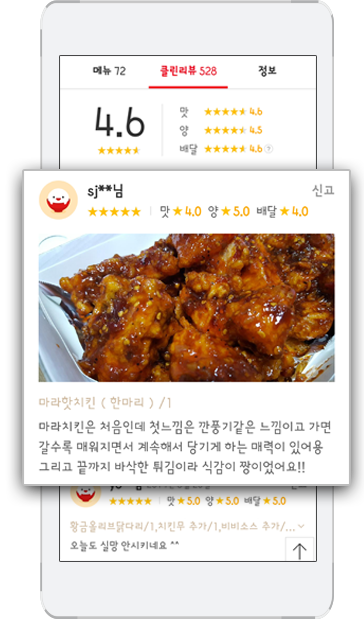 메뉴 72 클린리뷰 528 정보
4.6
맛 ★★★★★ 4.6
양 ★★★★★ 4.5
배달 ★★★★★ 4.6 ?
sj**님 신고
★★★★★ 맛★4.0 양★5.0 배달★4.0
마라핫치킨 ( 한마리 ) /1
마라치킨은 처음인데 첫느낌은 깐풍기같은 느낌이고 가면
갈수록 매워지면서 계속해서 당기게 하는 매력이 있어용
그리고 끝까지 바삭한 튀김이라 식감이 짱이었어요!!
★★★★★ 맛★5.0 양★5.0 배달★5.0
황금올리브닭다리/1,치킨무 추가/1,비비소스 추가/...
오늘도 실망 안시키네요 ^^